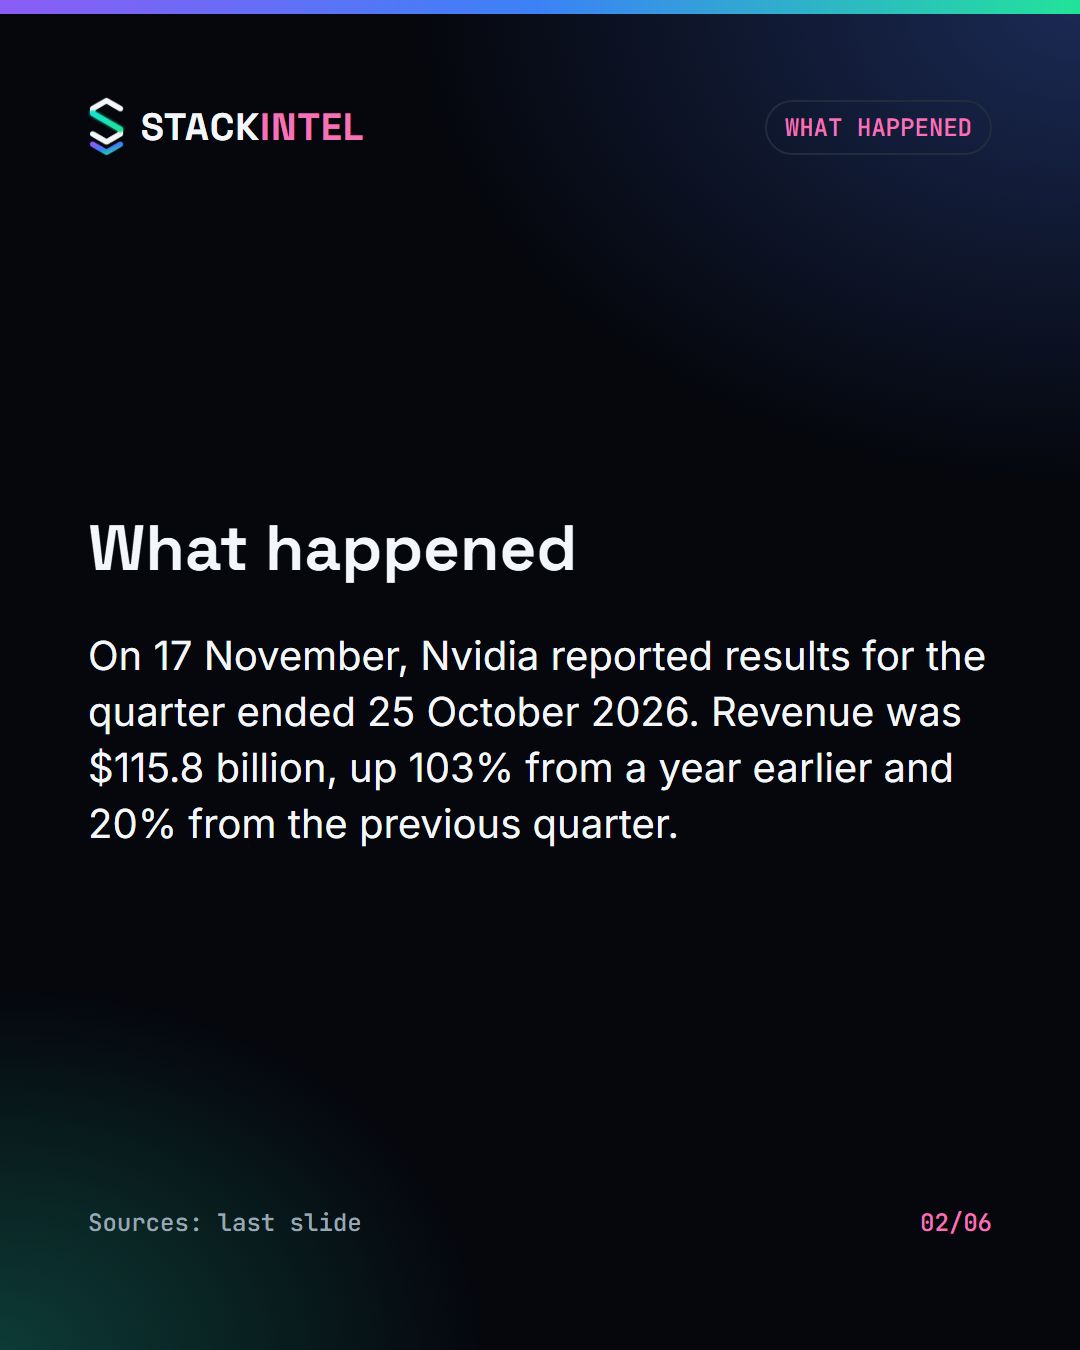 STACKINTEL
WHAT HAPPENED
What happened
On 17 November, Nvidia reported results for the
quarter ended 25 October 2026. Revenue was
$115.8 billion, up 103% from a year earlier and
20% from the previous quarter.
Sources: last slide
02/06